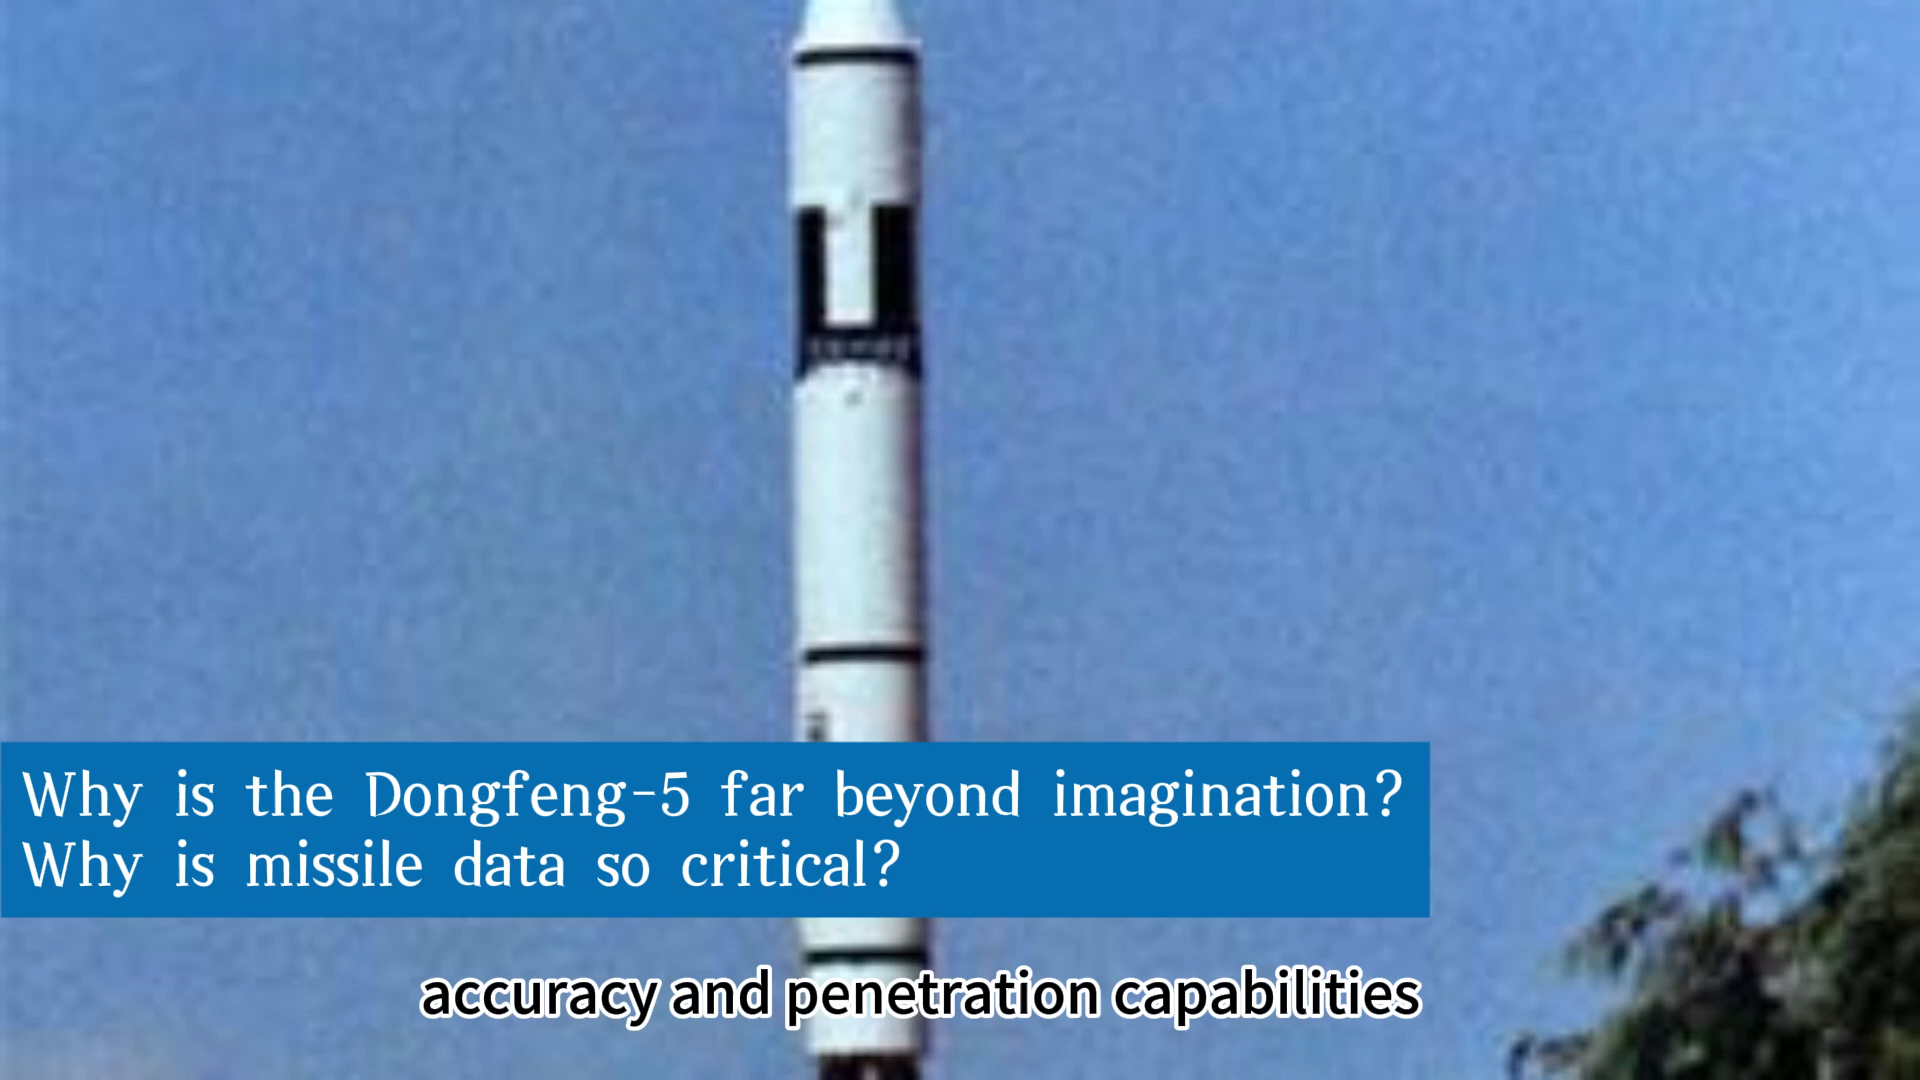 Why is the Dongfeng-5 far beyond imagination?
Why is missile data so critical?
accuracy and penetration capabilities